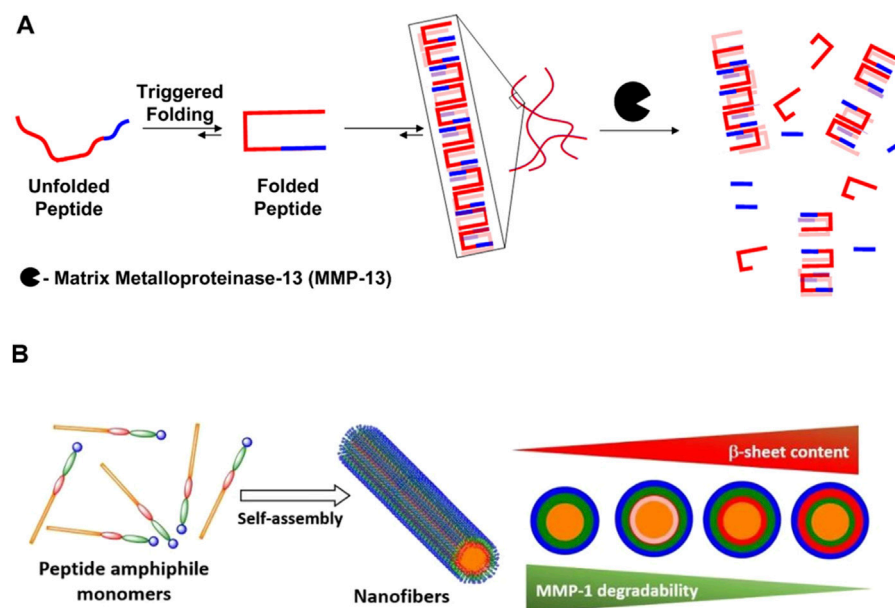 A
Triggered
Folding
Unfolded
Peptide
Folded
Peptide
- Matrix Metalloproteinase-13 (MMP-13)
B
Self-assembly
Peptide amphiphile
monomers
Nanofibers
β-sheet content
MMP-1 degradability